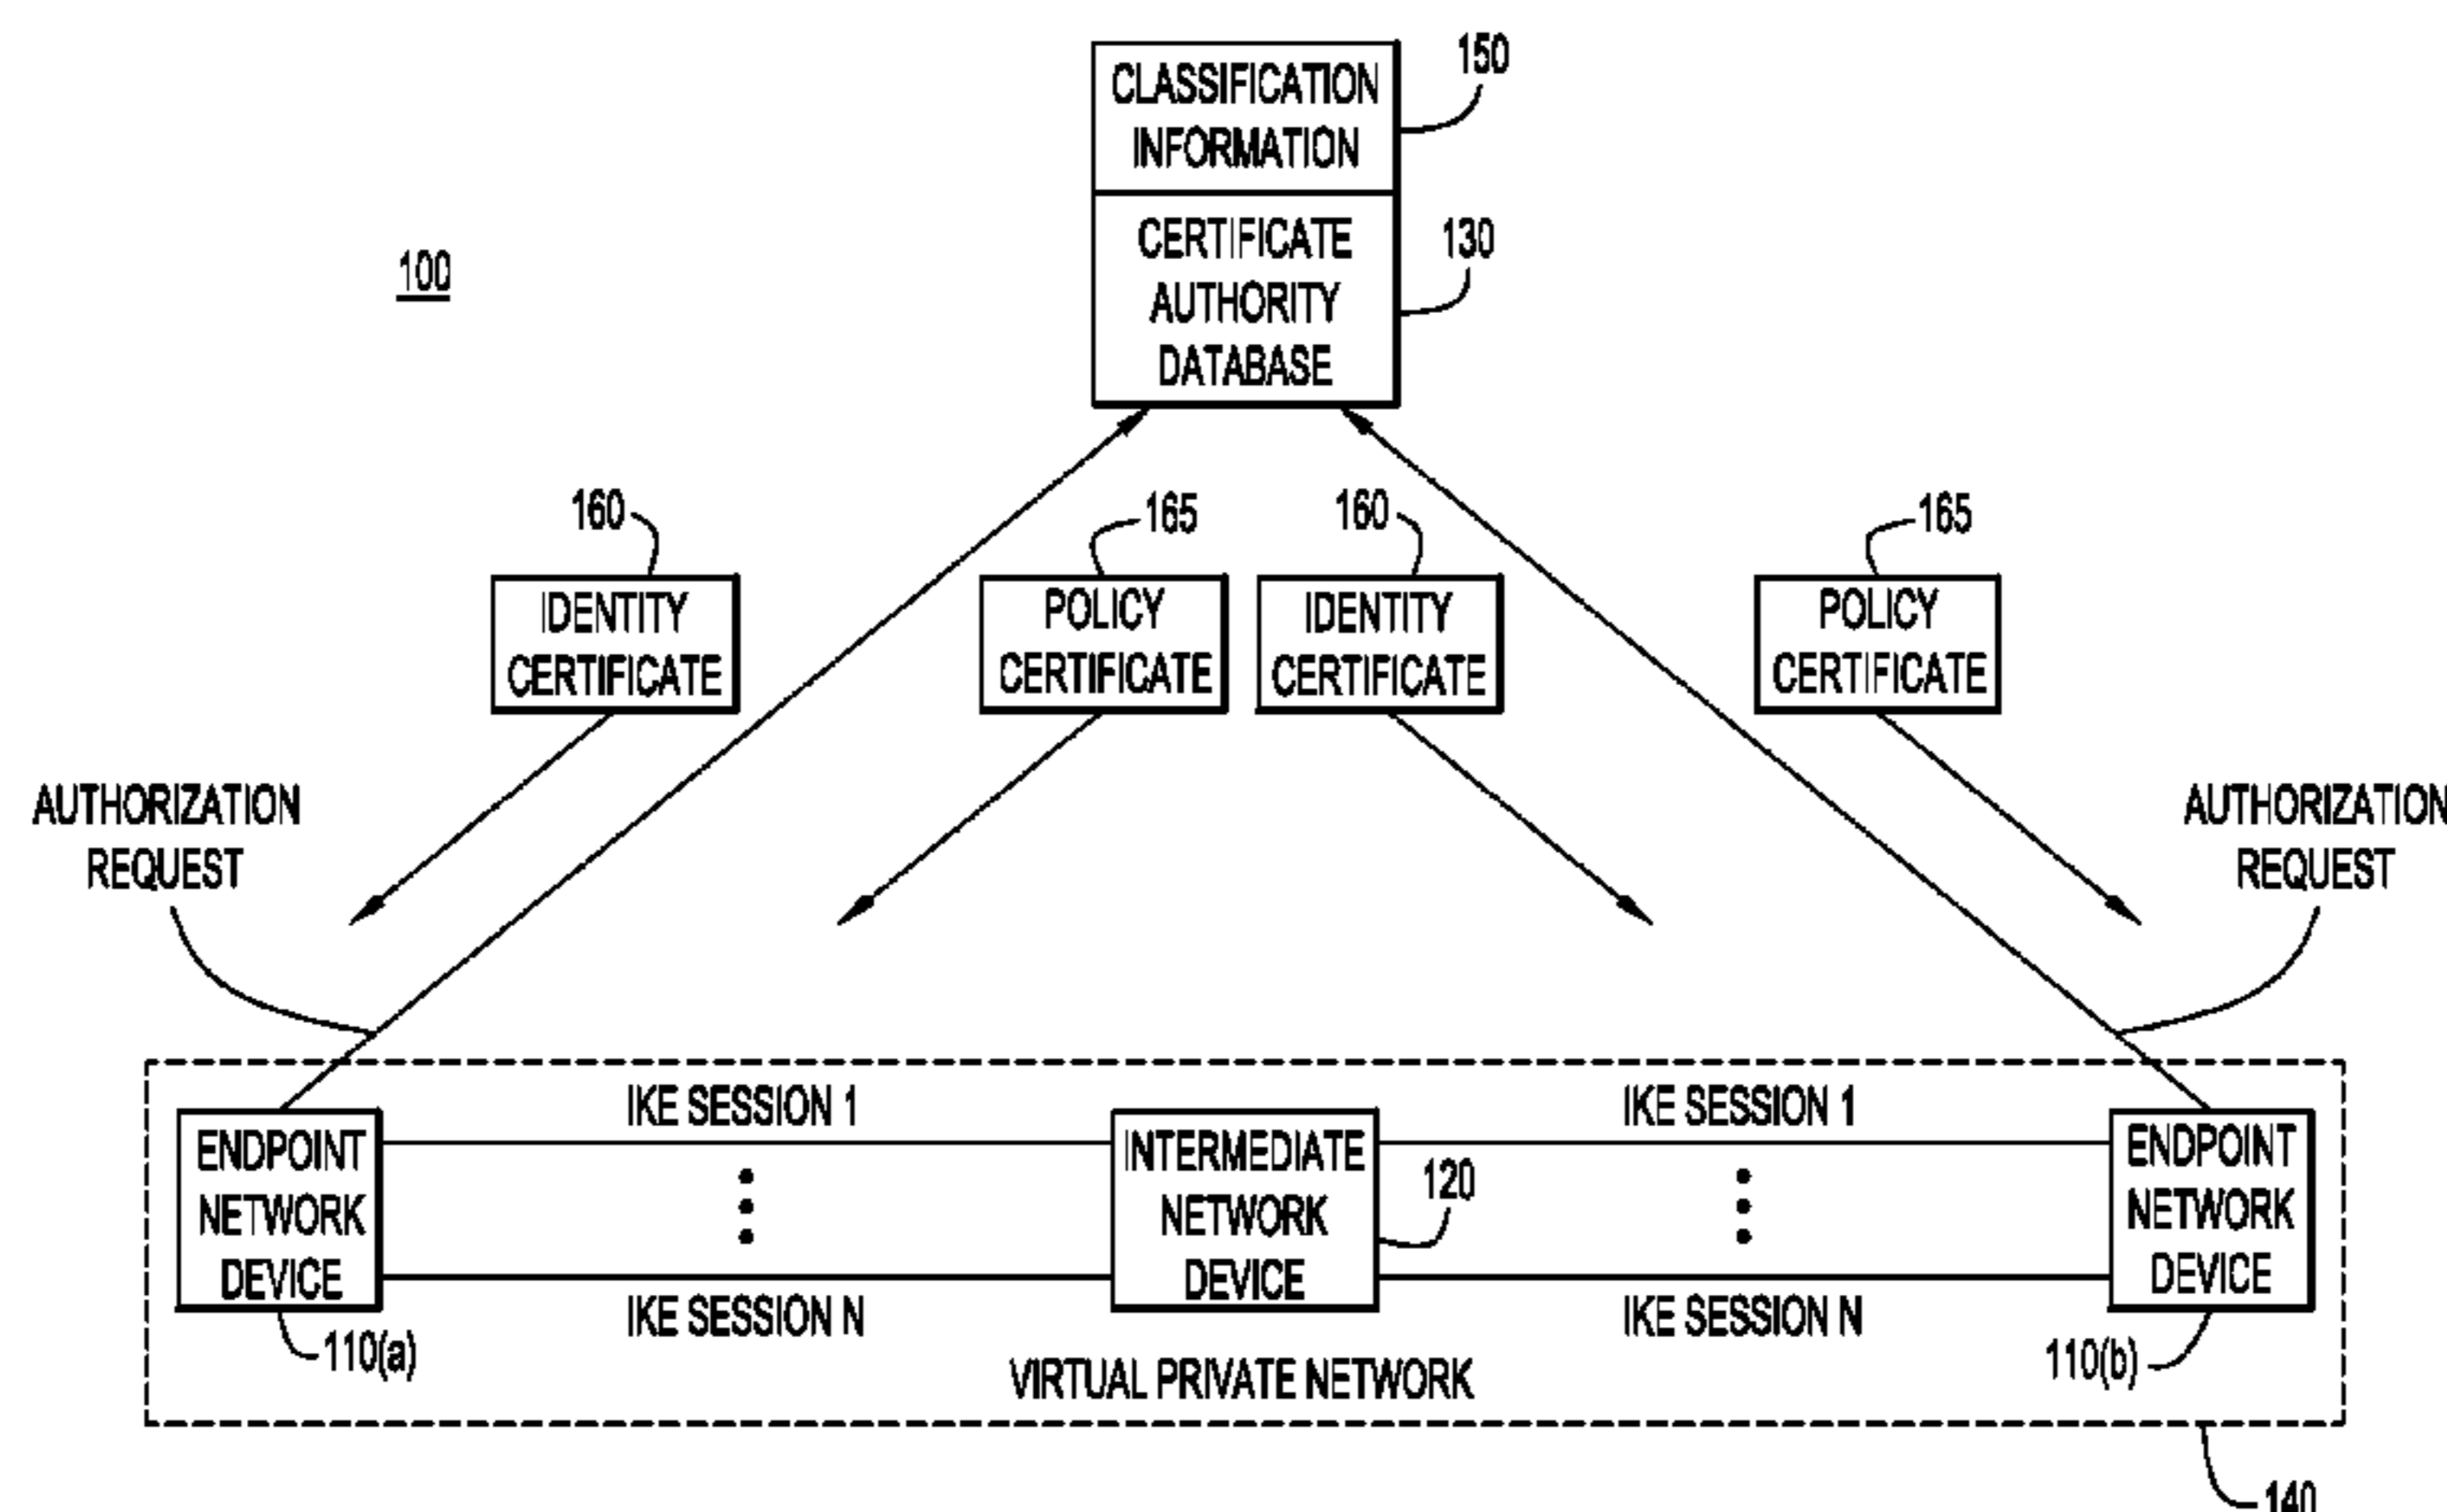 150
CLASSIFICATION
INFORMATION
130
CERTIFICATE
AUTHORITY
DATABASE
100
160
165
160
165
IDENTITY
CERTIFICATE
POLICY
CERTIFICATE
IDENTITY
CERTIFICATE
POLICY
CERTIFICATE
AUTHORIZATION
REQUEST
AUTHORIZATION
REQUEST
IKE SESSION 1
IKE SESSION 1
ENDPOINT
NETWORK
DEVICE
INTERMEDIATE
NETWORK
DEVICE
120
ENDPOINT
NETWORK
DEVICE
IKE SESSION N
IKE SESSION N
110(a)
110(b)
VIRTUAL PRIVATE NETWORK
140